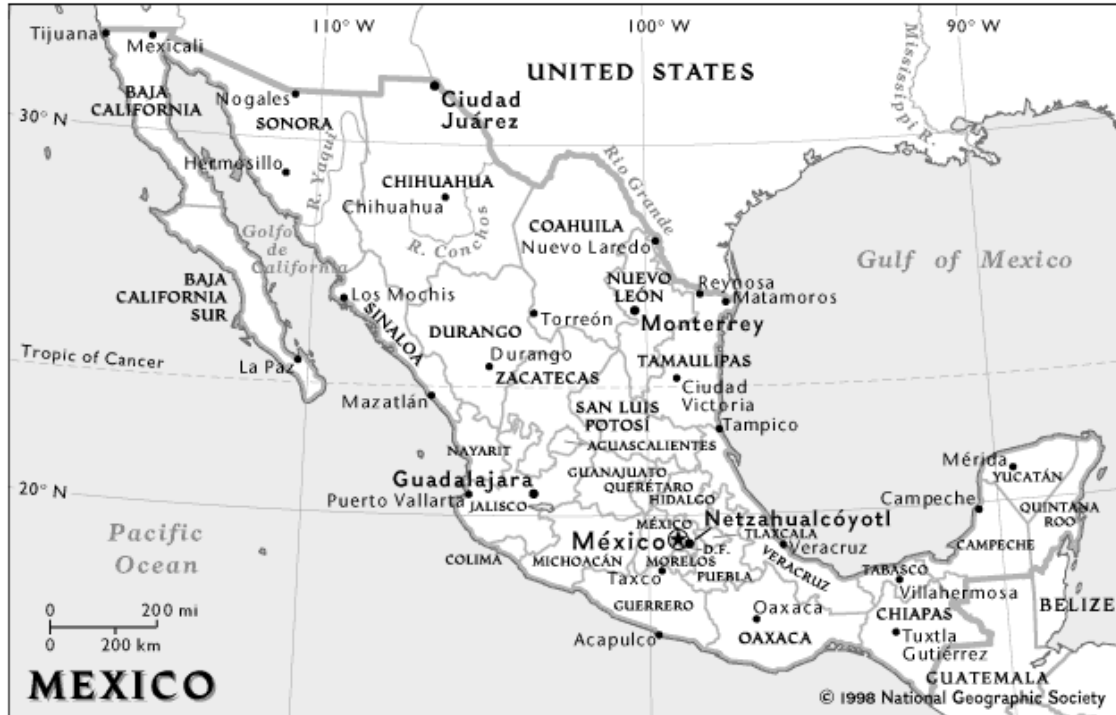 110° W
100° W
90° W
Tijuana
Mexicali
UNITED STATES
Mississippi R.
BAJA
CALIFORNIA
Nogales
SONORA
Ciudad
Juárez
30° N
Hermosillo
R. Yaqui
CHIHUAHUA
Chihuahua
R. Conchos
Rio Grande
COAHUILA
Nuevo Laredo
Golfo
de
California
Gulf of Mexico
BAJA
CALIFORNIA
SUR
Los Mochis
SINALOA
NUEVO
LEÓN
Reynosa
Matamoros
DURANGO
Torreón
Monterrey
Tropic of Cancer
La Paz
Durango
ZACATECAS
TAMAULIPAS
Ciudad
Victoria
Mazatlán
SAN LUIS
POTOSÍ
Tampico
NAYARIT
AGUASCALIENTES
Mérida
YUCATÁN
Guadalajara
GUANAJUATO
QUERÉTARO
HIDALGO
20° N
Puerto Vallarta
JALISCO
Campeche
QUINTANA
ROO
Pacific
Ocean
MÉXICO
Netzahualcóyotl
México
D.F.
TLAXCALA
Veracruz
VERACRUZ
CAMPECHE
COLIMA
MICHOACÁN
MORELOS
Taxco
PUEBLA
TABASCO
Villahermosa
0 200 mi
0 200 km
GUERRERO
Oaxaca
CHIAPAS
BELIZE
Acapulco
OAXACA
Tuxtla
Gutiérrez
GUATEMALA
MEXICO
© 1998 National Geographic Society